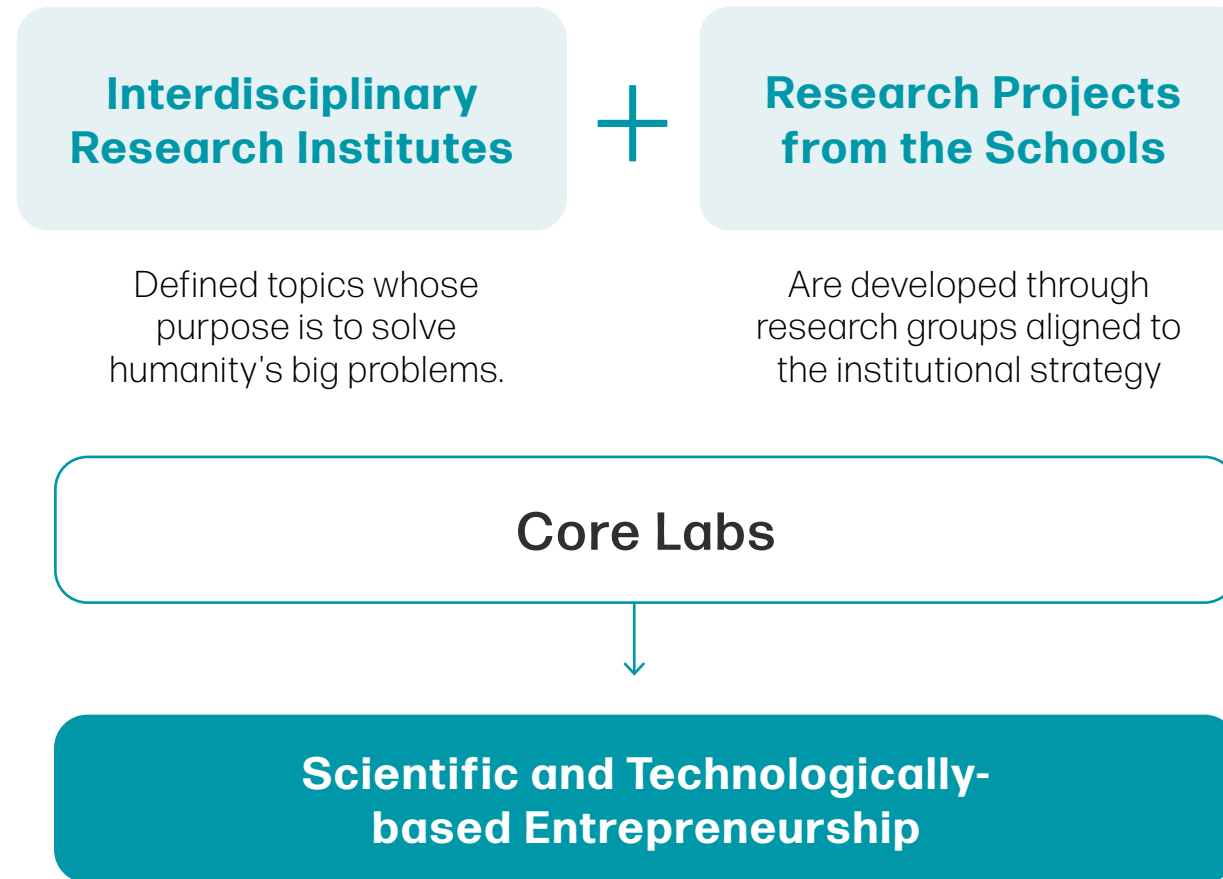 Interdisciplinary
Research Institutes
+
Research Projects
from the Schools
Defined topics whose
purpose is to solve
humanity's big problems.
Are developed through
research groups aligned to
the institutional strategy
Core Labs
Scientific and Technologically-
based Entrepreneurship